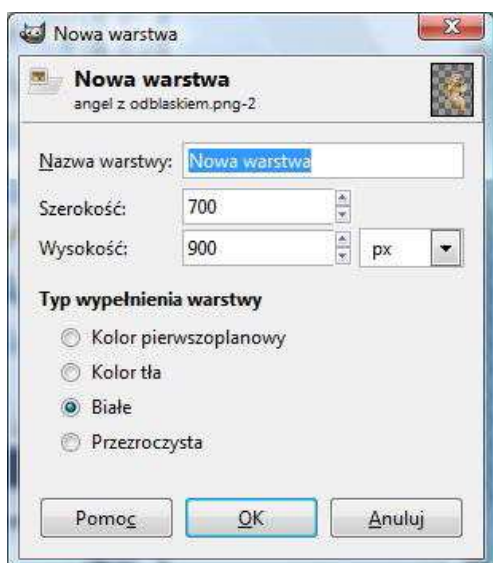 Nowa warstwa
Nowa warstwa
angel z odblaskiem.png-2
Nazwa warstwy: Nowa warstwa
Szerokość: 700
Wysokość: 900 px
Typ wypełnienia warstwy
Kolor pierwszoplanowy
Kolor tła
Białe
Przezroczysta
Pomoc OK Anuluj